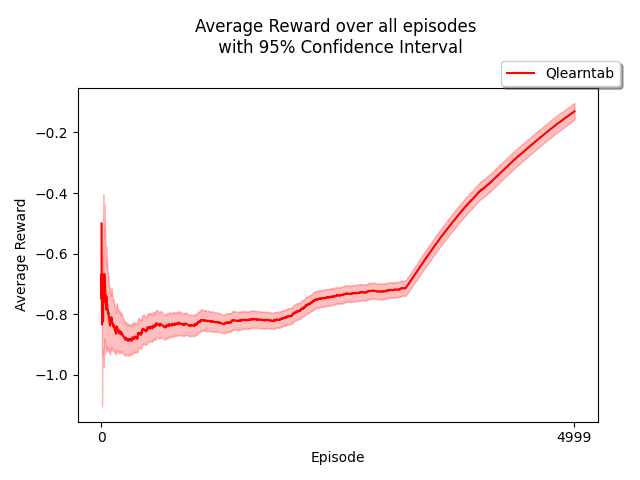 Average Reward over all episodes
with 95% Confidence Interval
Qlearntab
−0.2
−0.4
−0.6
−0.8
−1.0
Average Reward
0
4999
Episode